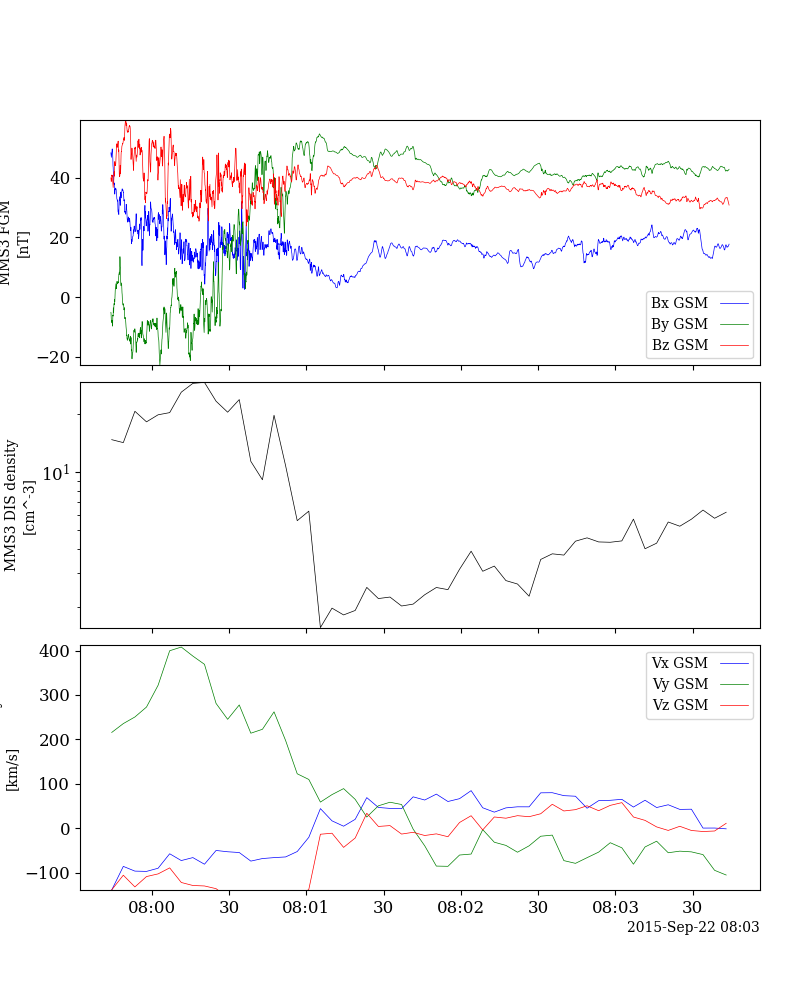 MMS3 FGM
[nT]
40
20
0
−20
Bx GSM
By GSM
Bz GSM
MMS3 DIS density
[cm^-3]
10^1
400
300
200
100
0
−100
[km/s]
Vx GSM
Vy GSM
Vz GSM
08:00 30 08:01 30 08:02 30 08:03 30
2015-Sep-22 08:03